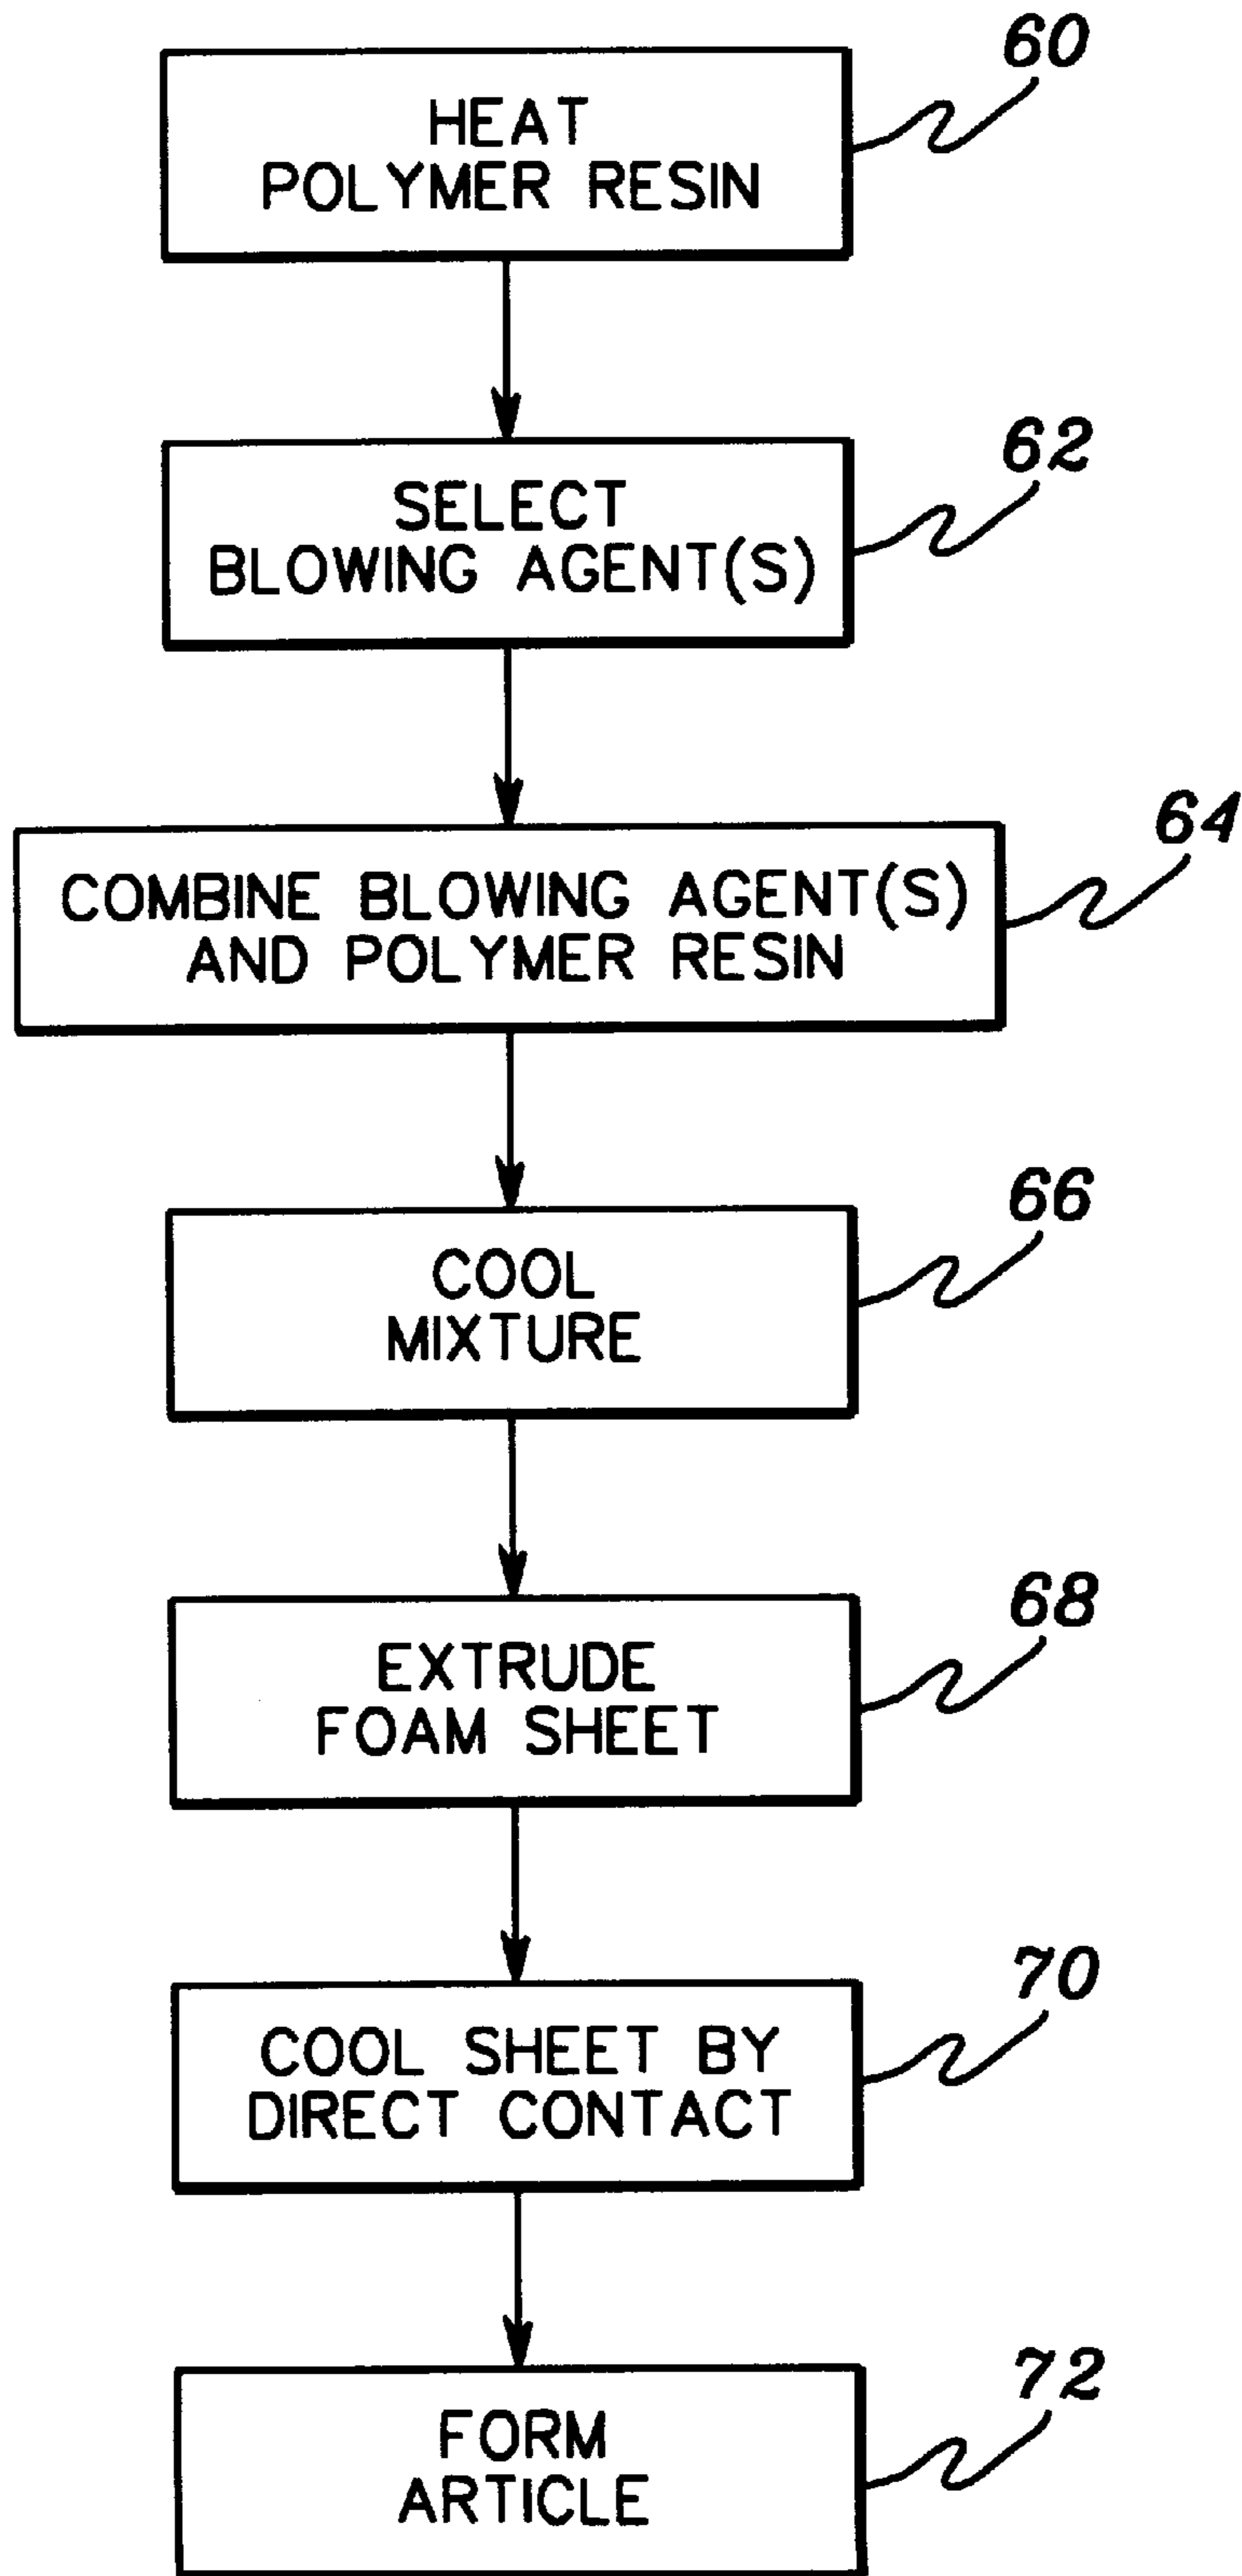 60
HEAT
POLYMER RESIN
62
SELECT
BLOWING AGENT(S)
64
COMBINE BLOWING AGENT(S)
AND POLYMER RESIN
66
COOL
MIXTURE
68
EXTRUDE
FOAM SHEET
70
COOL SHEET BY
DIRECT CONTACT
72
FORM
ARTICLE